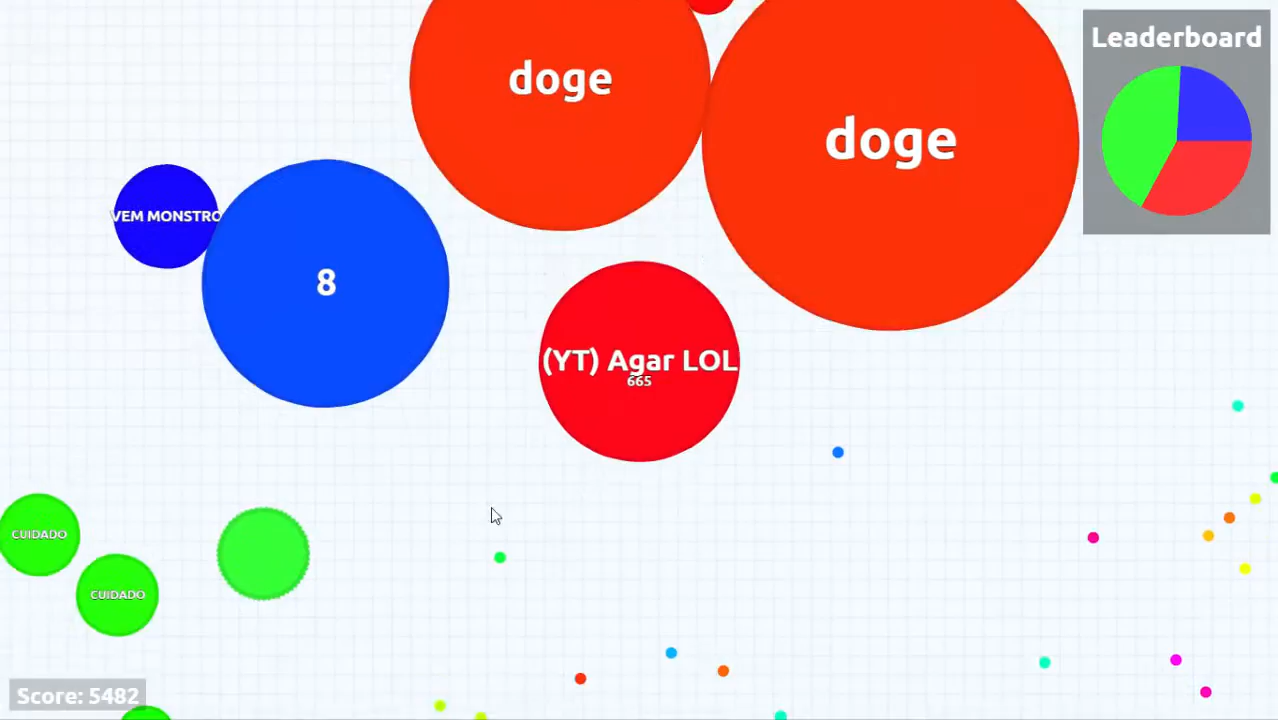 Leaderboard
doge
doge
VEM MONSTRO
8
(YT) Agar LOL
665
CUIDADO
CUIDADO
Score: 5482